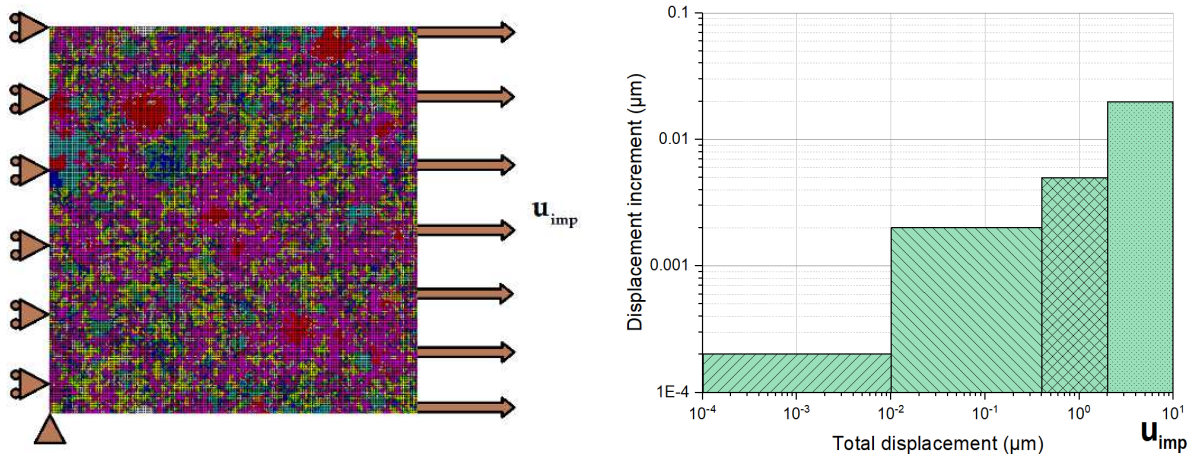 u_imp
Displacement increment (µm)
0.1
0.01
0.001
1E-4
10^-4
10^-3
10^-2
10^-1
10^0
10^1
Total displacement (µm)
u_imp